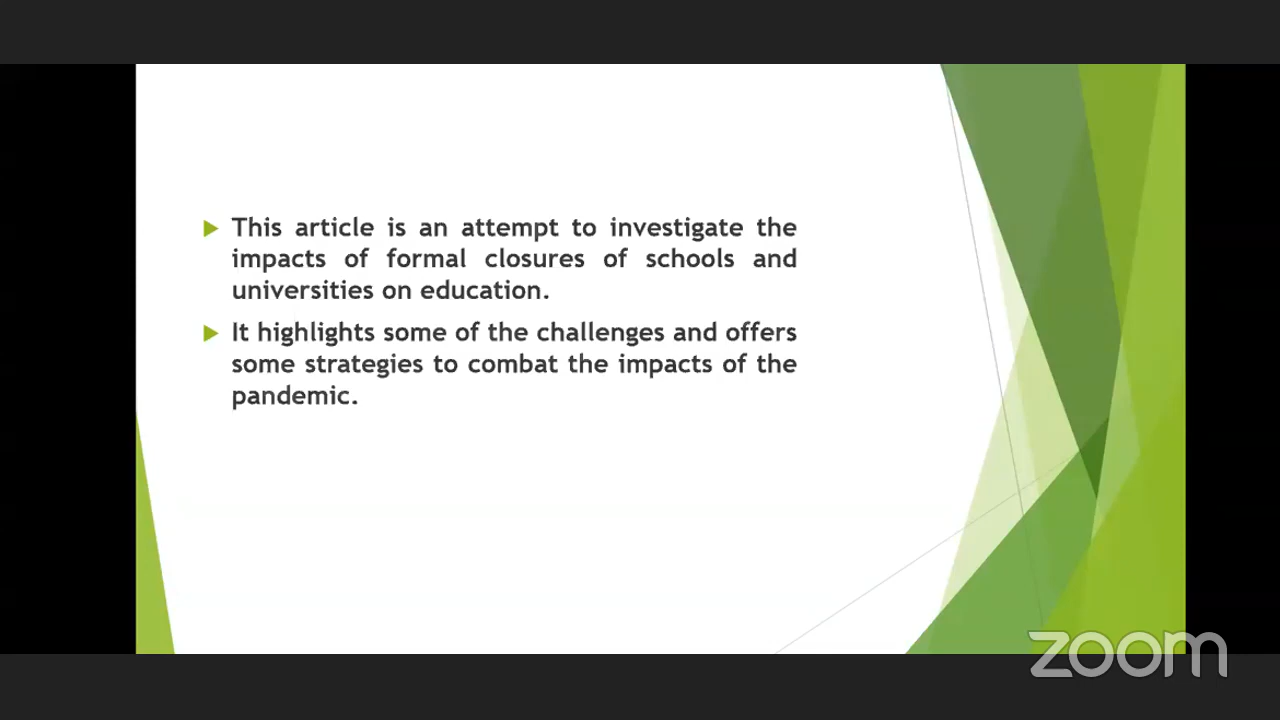 This article is an attempt to investigate the
impacts of formal closures of schools and
universities on education.
It highlights some of the challenges and offers
some strategies to combat the impacts of the
pandemic.
zoom